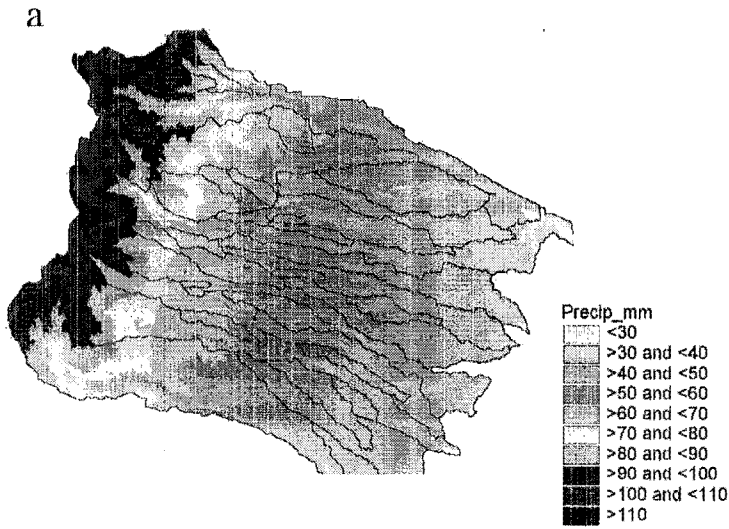 a
Precip_mm
<30
>30 and <40
>40 and <50
>50 and <60
>60 and <70
>70 and <80
>80 and <90
>90 and <100
>100 and <110
>110